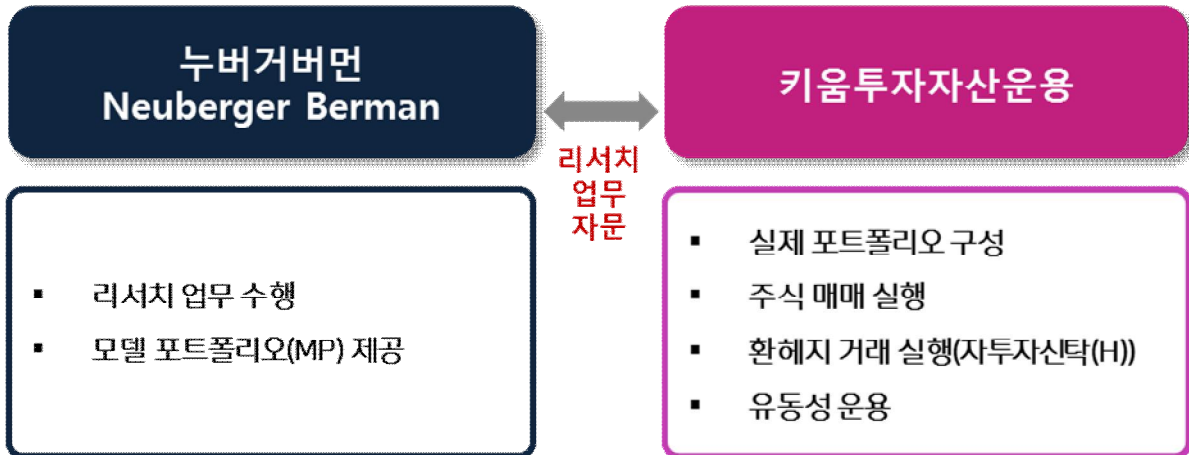 누버거버먼
Neuberger Berman
키움투자자산운용
리서치
업무
자문
▪ 리서치 업무 수행
▪ 모델 포트폴리오(MP) 제공
▪ 실제 포트폴리오 구성
▪ 주식 매매 실행
▪ 환헤지 거래 실행(자투자신탁(H))
▪ 유동성 운용